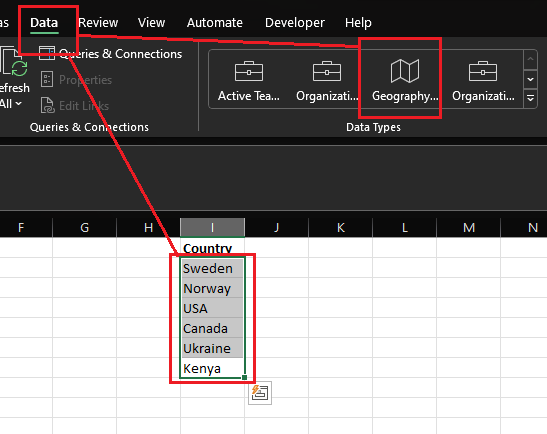 as Data Review View Automate Developer Help
Queries & Connections
Refresh All
Properties
Edit Links
Queries & Connections
Active Tea... Organizati... Geography... Organizati...
Data Types
F G H I J K L M N
Country
Sweden
Norway
USA
Canada
Ukraine
Kenya